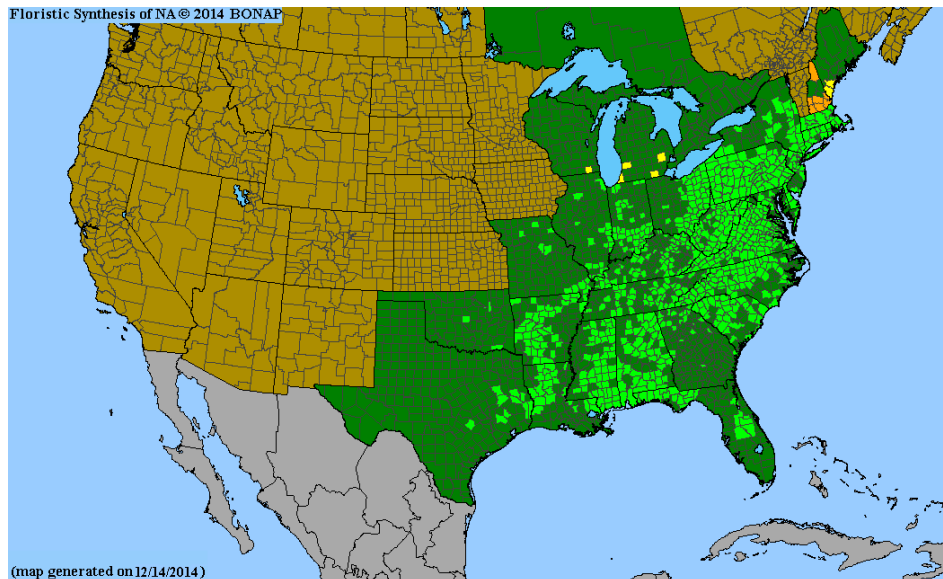 Floristic Synthesis of NA © 2014 BONAP
(map generated on 12/14/2014)